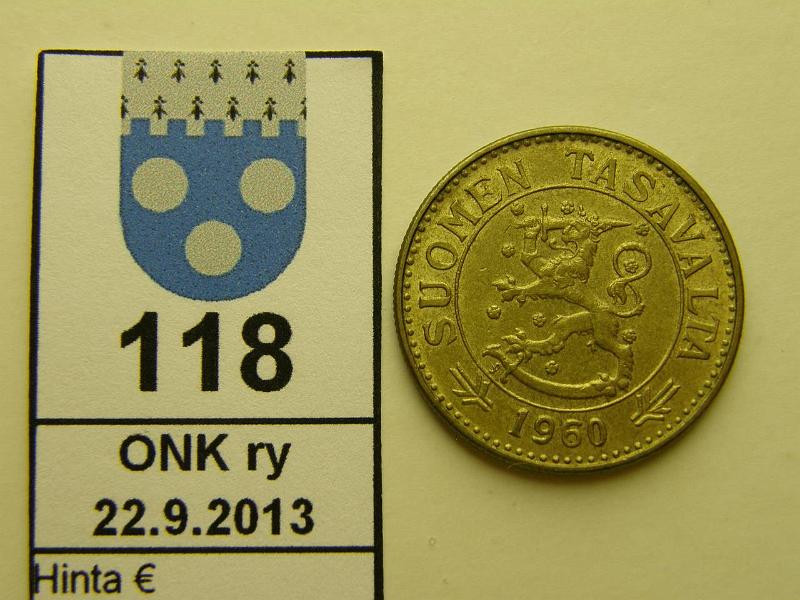 118
ONK ry
22.9.2013
Hinta €
SUOMEN TASAVALTA
1960